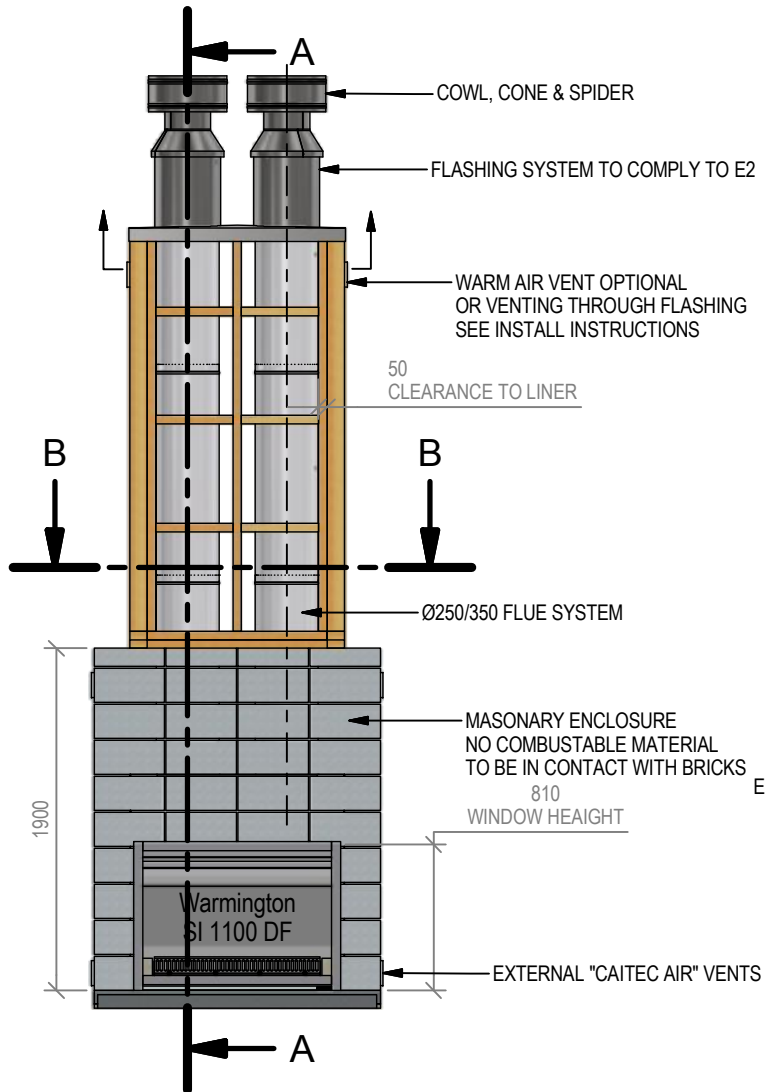 A
COWL, CONE & SPIDER
FLASHING SYSTEM TO COMPLY TO E2
WARM AIR VENT OPTIONAL
OR VENTING THROUGH FLASHING
SEE INSTALL INSTRUCTIONS
50
CLEARANCE TO LINER
B
B
Ø250/350 FLUE SYSTEM
MASONARY ENCLOSURE
NO COMBUSTABLE MATERIAL
TO BE IN CONTACT WITH BRICKS
E
810
WINDOW HEAIGHT
1900
Warmington
SI 1100 DF
EXTERNAL "CAITEC AIR" VENTS
A